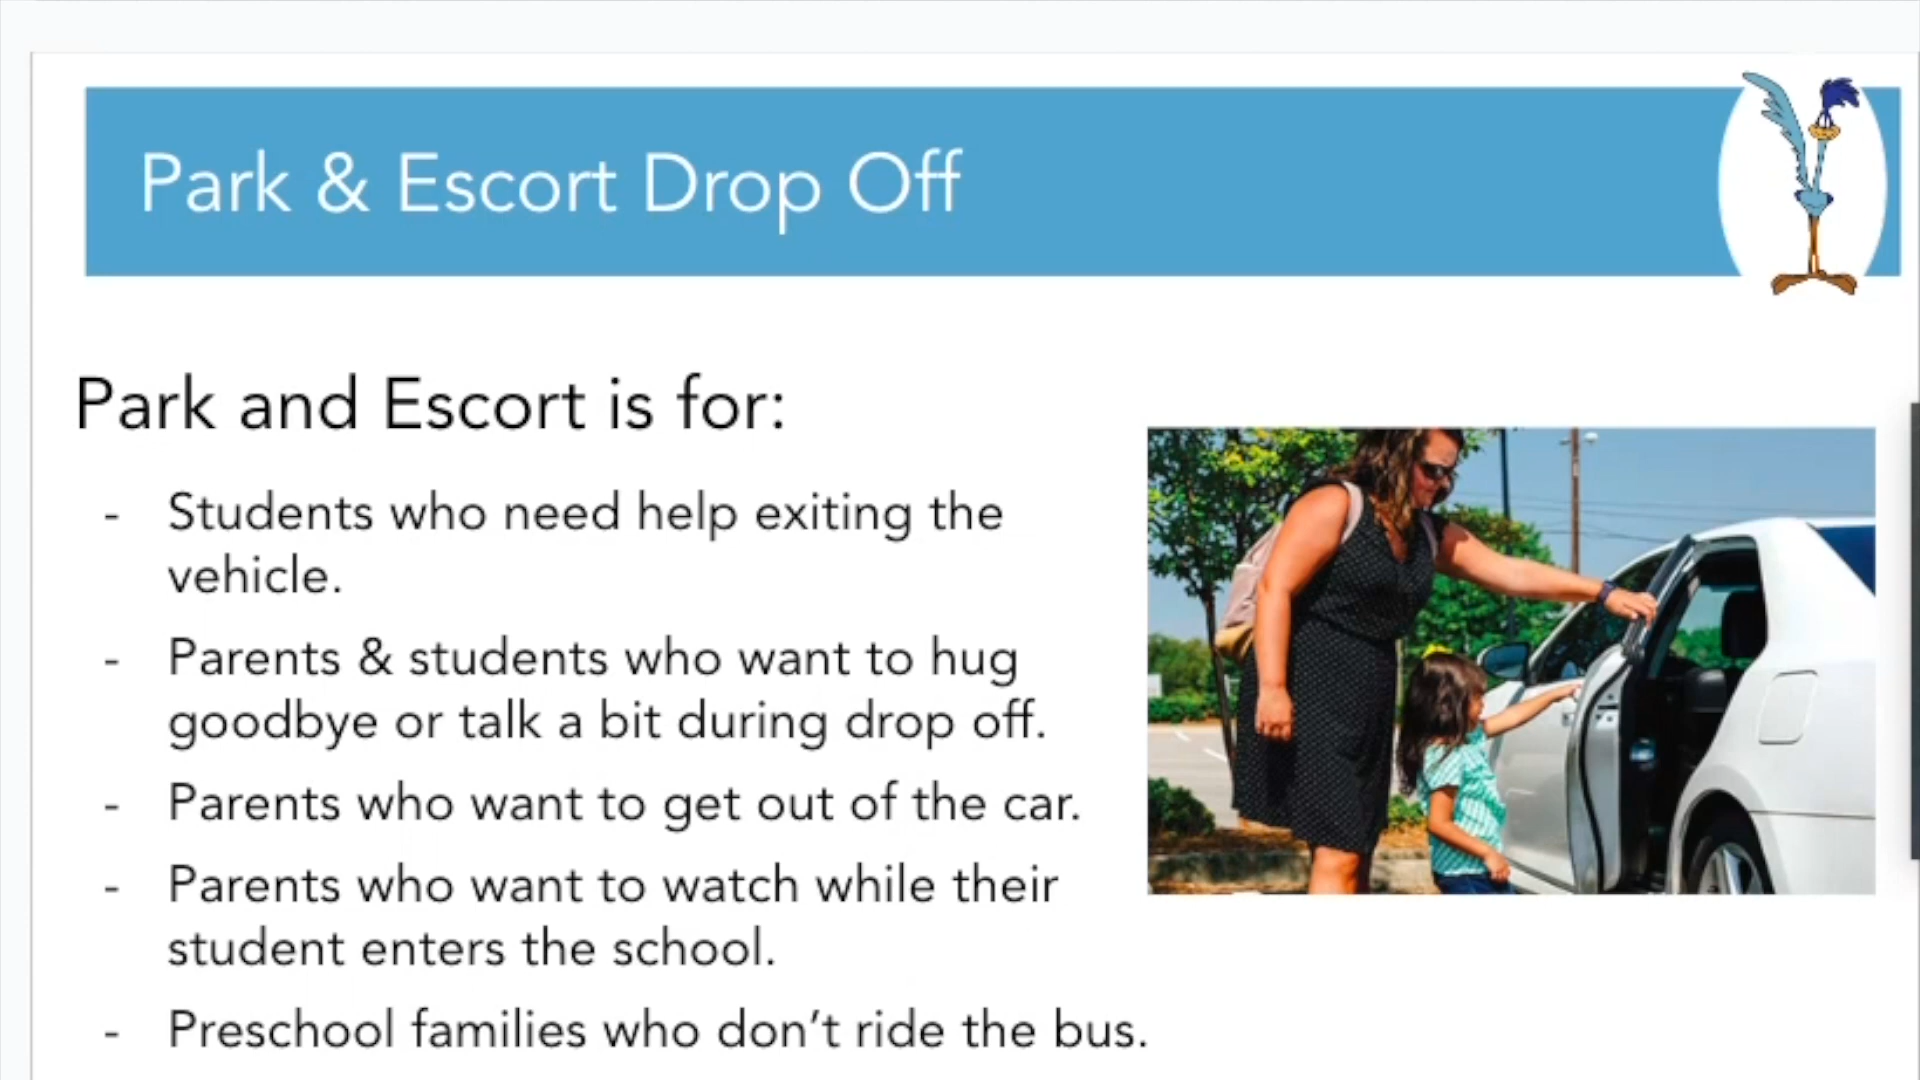 Park & Escort Drop Off
Park and Escort is for:
- Students who need help exiting the
vehicle.
- Parents & students who want to hug
goodbye or talk a bit during drop off.
- Parents who want to get out of the car.
- Parents who want to watch while their
student enters the school.
- Preschool families who don’t ride the bus.